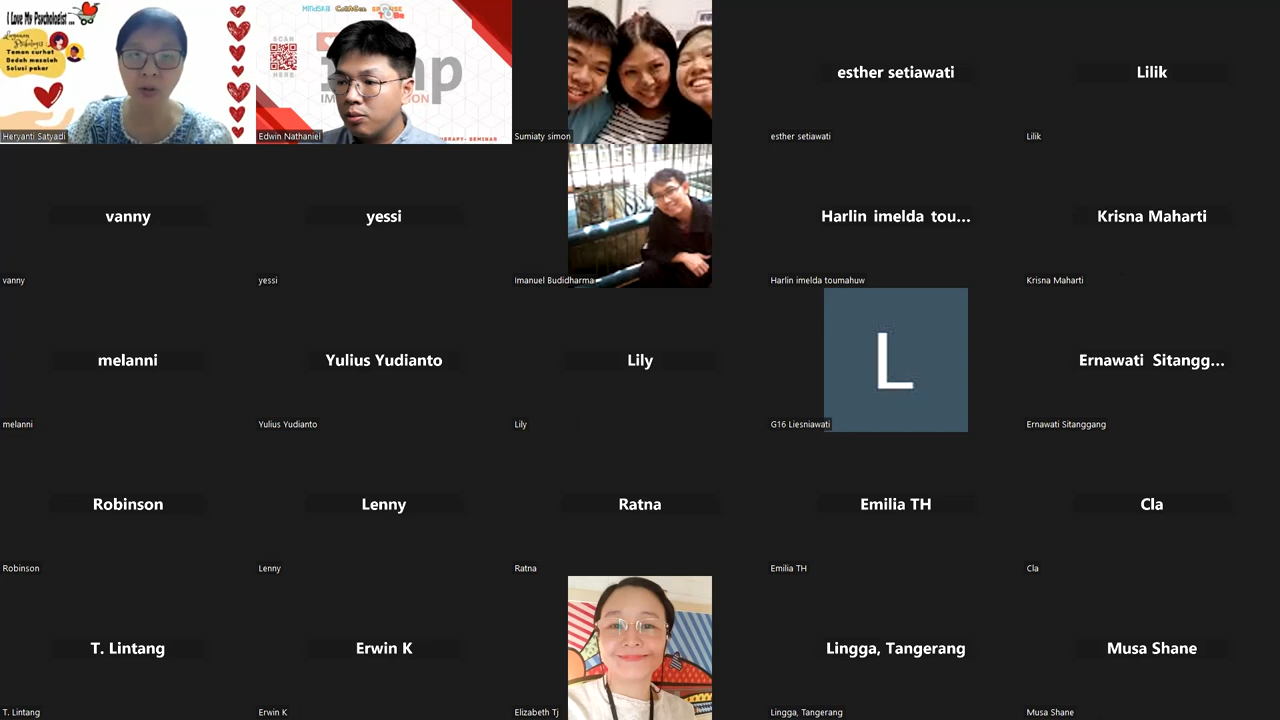 I Love My Psychologist ...
Layanan
Psikologi
Teman curhat
Bedah masalah
Solusi pakar
Heryanti Satyadi
MindSkill
SCAN
HERE
Edwin Nathaniel
Sumiaty simon
esther setiawati
esther setiawati
Lilik
Lilik
vanny
vanny
yessi
yessi
Imanuel Budidharma
Harlin imelda tou...
Harlin imelda toumahuw
Krisna Maharti
Krisna Maharti
melanni
melanni
Yulius Yudianto
Yulius Yudianto
Lily
Lily
L
G16 Liesniawati
Ernawati Sitangg...
Ernawati Sitanggang
Robinson
Robinson
Lenny
Lenny
Ratna
Ratna
Emilia TH
Emilia TH
Cla
Cla
T. Lintang
T. Lintang
Erwin K
Erwin K
Elizabeth Tj
Lingga, Tangerang
Lingga, Tangerang
Musa Shane
Musa Shane